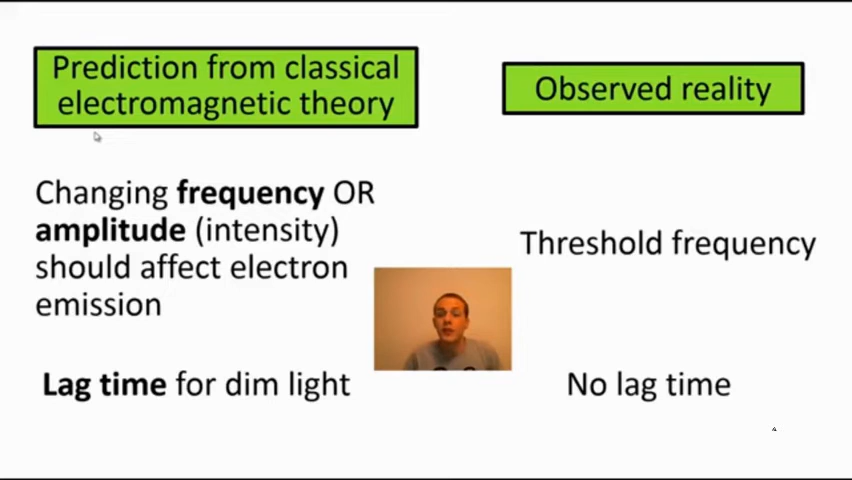 Prediction from classical
electromagnetic theory
Observed reality
Changing frequency OR
amplitude (intensity)
should affect electron
emission
Threshold frequency
Lag time for dim light
No lag time